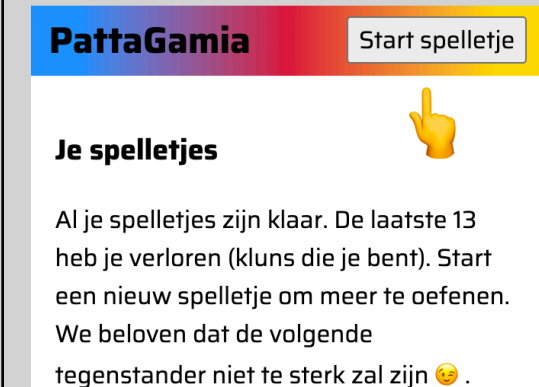 PattaGamia
Start spelletje
Je spelletjes
Al je spelletjes zijn klaar. De laatste 13
heb je verloren (kluns die je bent). Start
een nieuw spelletje om meer te oefenen.
We beloven dat de volgende
tegenstander niet te sterk zal zijn 😉 .